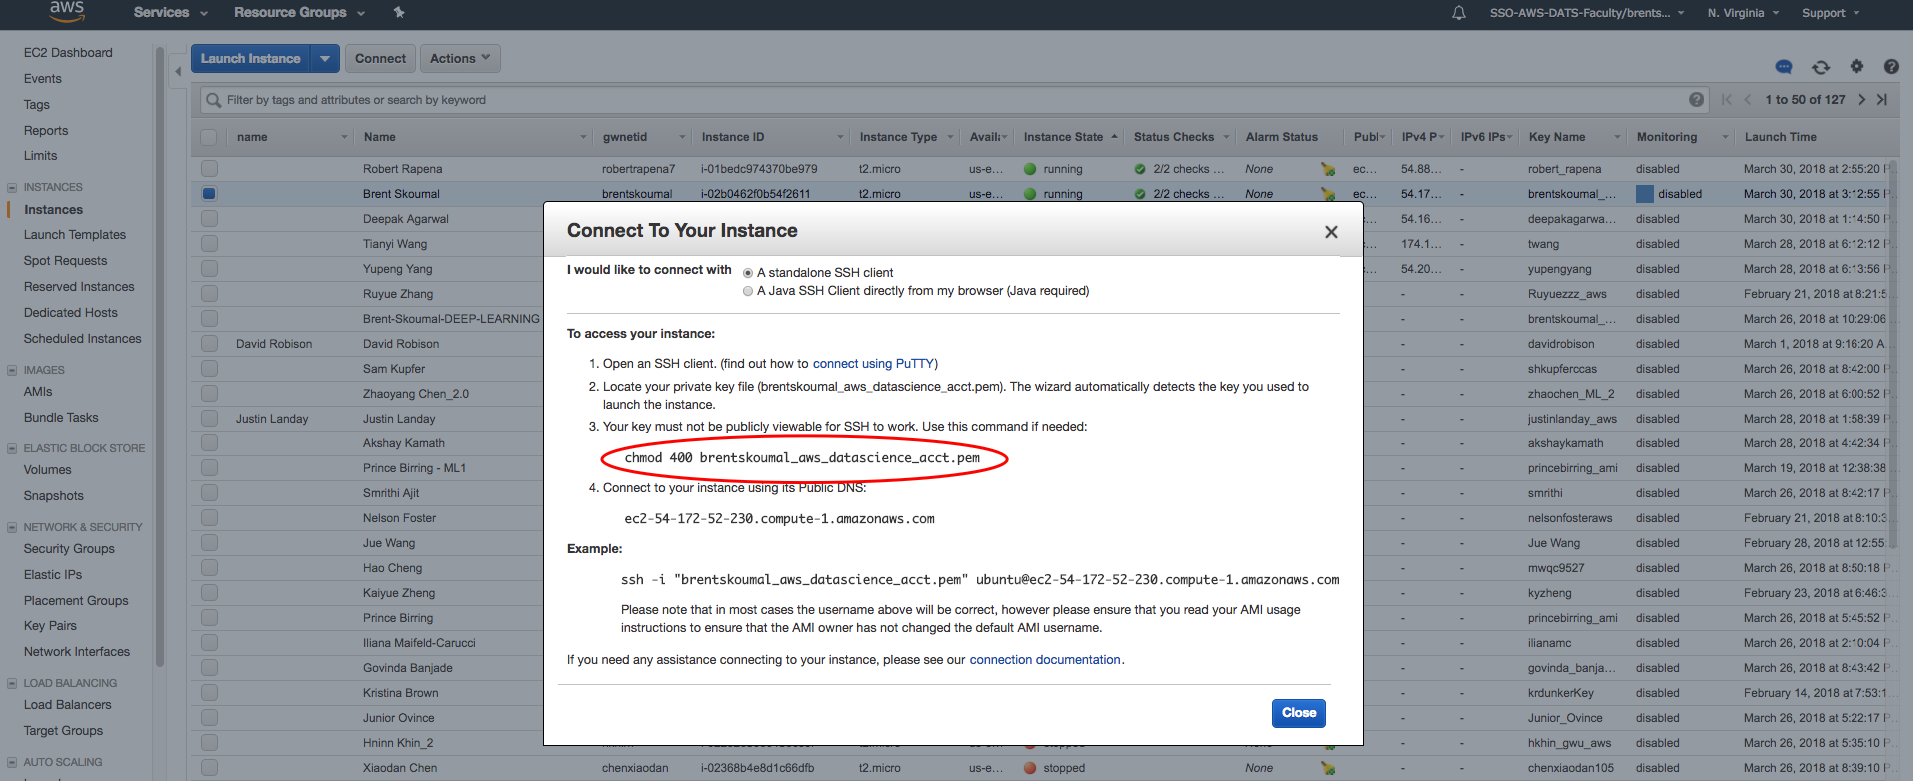 aws Services Resource Groups SSO-AWS-DATS-Faculty/brents... N. Virginia Support
EC2 Dashboard
Events
Tags
Reports
Limits
INSTANCES
Instances
Launch Templates
Spot Requests
Reserved Instances
Dedicated Hosts
Scheduled Instances
IMAGES
AMIs
Bundle Tasks
ELASTIC BLOCK STORE
Volumes
Snapshots
NETWORK & SECURITY
Security Groups
Elastic IPs
Placement Groups
Key Pairs
Network Interfaces
LOAD BALANCING
Load Balancers
Target Groups
AUTO SCALING
Launch Instance Connect Actions
Filter by tags and attributes or search by keyword 1 to 50 of 127
name Name gwnetid Instance ID Instance Type Avail: Instance State Status Checks Alarm Status Publ IPv4 P IPv6 IPs Key Name Monitoring Launch Time
Robert Rapena robertrapena7 i-01bedc974370be979 t2.micro us-e... running 2/2 checks ... None ec... 54.88... - robert_rapena disabled March 30, 2018 at 2:55:20 P...
Brent Skoumal brentskoumal i-02b0462f0b54f2611 t2.micro us-e... running 2/2 checks ... None ec... 54.17... - brentskoumal_... disabled March 30, 2018 at 3:12:55 P...
Deepak Agarwal 54.16... - deepakagarwa... disabled March 30, 2018 at 1:14:50 P...
Tianyi Wang 174.1... - twang disabled March 28, 2018 at 6:12:12 P...
Yupeng Yang 54.20... - yupengyang disabled March 28, 2018 at 6:13:56 P...
Ruyue Zhang - - Ruyuezzz_aws disabled February 21, 2018 at 8:21:5...
Brent-Skoumal-DEEP-LEARNING - - brentskoumal_... disabled March 26, 2018 at 10:29:06 ...
David Robison David Robison - - davidrobison disabled March 1, 2018 at 9:16:20 A...
Sam Kupfer - - shkupferccas disabled March 26, 2018 at 8:42:00 P...
Zhaoyang Chen_2.0 - - zhaochen_ML_2 disabled March 26, 2018 at 6:00:52 P...
Justin Landay Justin Landay - - justinlanday_aws disabled March 28, 2018 at 1:58:39 P...
Akshay Kamath - - akshaykamath disabled March 28, 2018 at 4:42:34 P...
Prince Birring - ML1 - - princebirring_ami disabled March 19, 2018 at 12:38:38 ...
Smrithi Ajit - - smrithi disabled March 26, 2018 at 8:42:17 P...
Nelson Foster - - nelsonfosteraws disabled February 21, 2018 at 8:10:3...
Jue Wang - - Jue Wang disabled February 28, 2018 at 12:55:...
Hao Cheng - - mwqc9527 disabled March 26, 2018 at 8:50:18 P...
Kaiyue Zheng - - kyzheng disabled February 23, 2018 at 6:46:3...
Prince Birring - - princebirring_ami disabled March 26, 2018 at 5:45:52 P...
Iliana Maifeld-Carucci - - ilianamc disabled March 26, 2018 at 2:10:04 P...
Govinda Banjade - - govinda_banja... disabled March 26, 2018 at 8:43:42 P...
Kristina Brown - - krdunkerKey disabled February 14, 2018 at 7:53:1...
Junior Ovince - - Junior_Ovince disabled March 26, 2018 at 5:22:17 P...
Hninn Khin_2 - - hkhin_gwu_aws disabled March 26, 2018 at 5:35:10 P...
Xiaodan Chen chenxiaodan i-02368b4e8d1c66dfb t2.micro us-e... stopped None - - chenxiaodan105 disabled March 26, 2018 at 8:39:10 P...
Connect To Your Instance
I would like to connect with A standalone SSH client
A Java SSH Client directly from my browser (Java required)
To access your instance:
1. Open an SSH client. (find out how to connect using PuTTY)
2. Locate your private key file (brentskoumal_aws_datascience_acct.pem). The wizard automatically detects the key you used to
launch the instance.
3. Your key must not be publicly viewable for SSH to work. Use this command if needed:
chmod 400 brentskoumal_aws_datascience_acct.pem
4. Connect to your instance using its Public DNS:
ec2-54-172-52-230.compute-1.amazonaws.com
Example:
ssh -i "brentskoumal_aws_datascience_acct.pem" ubuntu@ec2-54-172-52-230.compute-1.amazonaws.com
Please note that in most cases the username above will be correct, however please ensure that you read your AMI usage
instructions to ensure that the AMI owner has not changed the default AMI username.
If you need any assistance connecting to your instance, please see our connection documentation.
Close